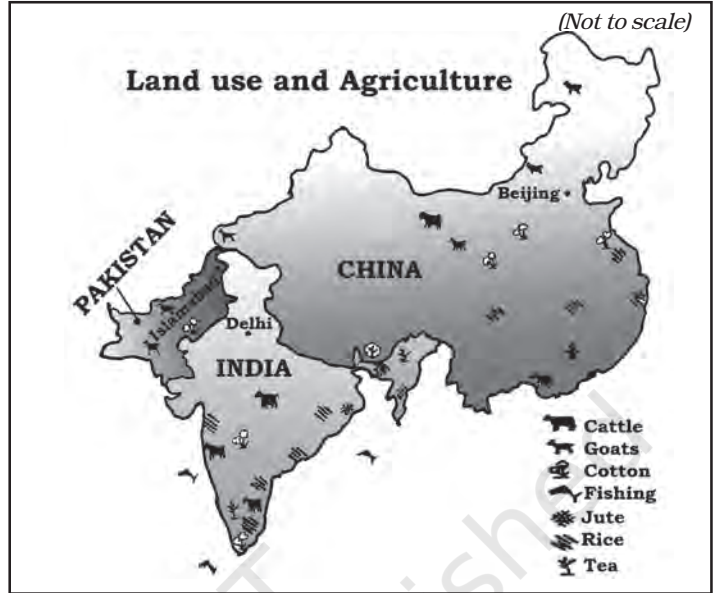 (Not to scale)
Land use and Agriculture
Beijing
PAKISTAN
CHINA
Islamabad
Delhi
INDIA
Cattle
Goats
Cotton
Fishing
Jute
Rice
Tea